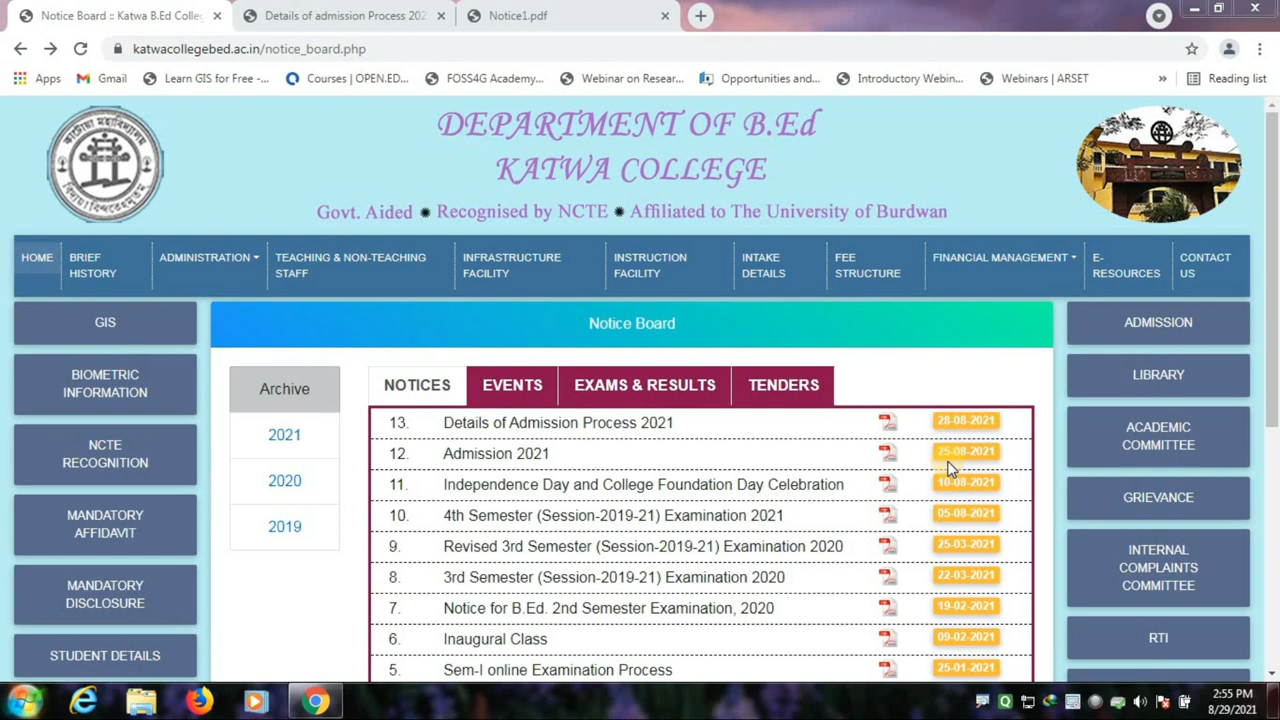 Notice Board :: Katwa B.Ed Colleg
Details of admission Process 202
Notice1.pdf
katwacollegebed.ac.in/notice_board.php
Apps
Gmail
Learn GIS for Free -...
Courses | OPEN.ED...
FOSS4G Academy...
Webinar on Resear...
Opportunities and...
Introductory Webin...
Webinars | ARSET
»
Reading list
DEPARTMENT OF B.Ed
KATWA COLLEGE
Govt. Aided ✹ Recognised by NCTE ✹ Affiliated to The University of Burdwan
HOME
BRIEF
HISTORY
ADMINISTRATION
TEACHING & NON-TEACHING
STAFF
INFRASTRUCTURE
FACILITY
INSTRUCTION
FACILITY
INTAKE
DETAILS
FEE
STRUCTURE
FINANCIAL MANAGEMENT
E-
RESOURCES
CONTACT
US
GIS
BIOMETRIC
INFORMATION
NCTE
RECOGNITION
MANDATORY
AFFIDAVIT
MANDATORY
DISCLOSURE
STUDENT DETAILS
Notice Board
Archive
2021
2020
2019
NOTICES
EVENTS
EXAMS & RESULTS
TENDERS
13. Details of Admission Process 2021 28-08-2021
12. Admission 2021 25-08-2021
11. Independence Day and College Foundation Day Celebration 10-08-2021
10. 4th Semester (Session-2019-21) Examination 2021 05-08-2021
9. Revised 3rd Semester (Session-2019-21) Examination 2020 25-03-2021
8. 3rd Semester (Session-2019-21) Examination 2020 22-03-2021
7. Notice for B.Ed. 2nd Semester Examination, 2020 19-02-2021
6. Inaugural Class 09-02-2021
5. Sem-I online Examination Process 25-01-2021
ADMISSION
LIBRARY
ACADEMIC
COMMITTEE
GRIEVANCE
INTERNAL
COMPLAINTS
COMMITTEE
RTI
2:55 PM
8/29/2021